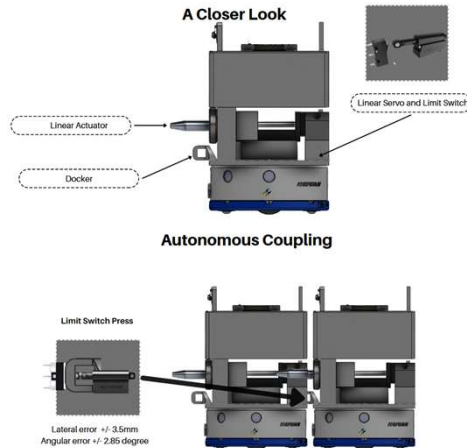 A Closer Look
Linear Actuator
Linear Servo and Limit Switch
Docker
Autonomous Coupling
Limit Switch Press
Lateral error +/- 3.5mm
Angular error +/- 2.85 degree